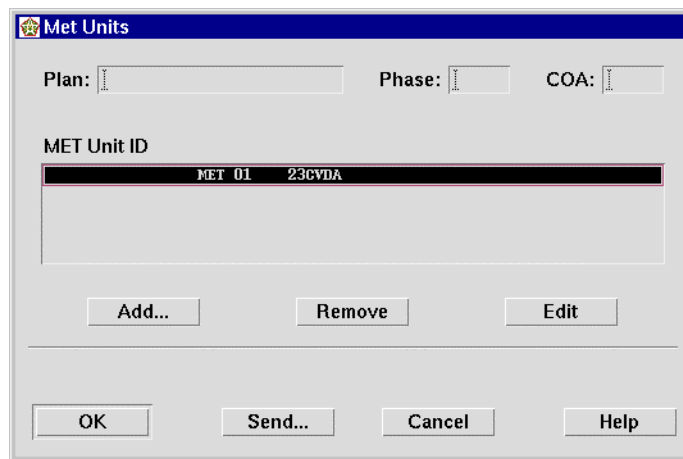 Met Units
Plan: Phase: COA:
MET Unit ID
MET 01 23CVDA
Add... Remove Edit
OK Send... Cancel Help